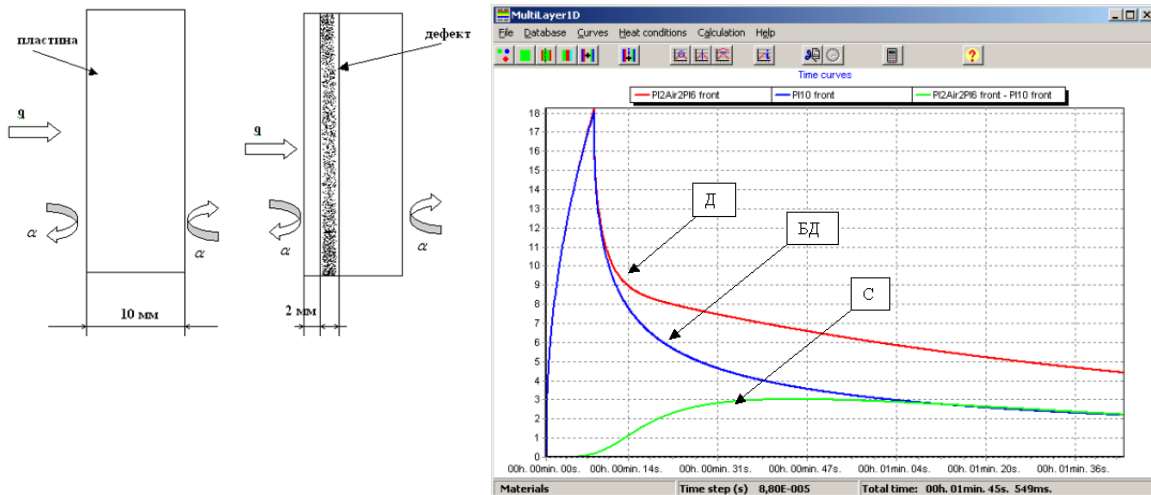 пластина
дефект
q
q
α
α
α
α
10 мм
2 мм
MultiLayer1D
File Database Curves Heat conditions Calculation Help
?
Time curves
Pl2Air2Pl6 front
Pl10 front
Pl2Air2Pl6 front - Pl10 front
18
17
16
15
14
13
12
11
10
9
8
7
6
5
4
3
2
1
0
Д
БД
С
00h. 00min. 00s. 00h. 00min. 14s. 00h. 00min. 31s. 00h. 00min. 47s. 00h. 01min. 04s. 00h. 01min. 20s. 00h. 01min. 36s.
Materials Time step (s) 8,80E-005 Total time: 00h. 01min. 45s. 549ms.